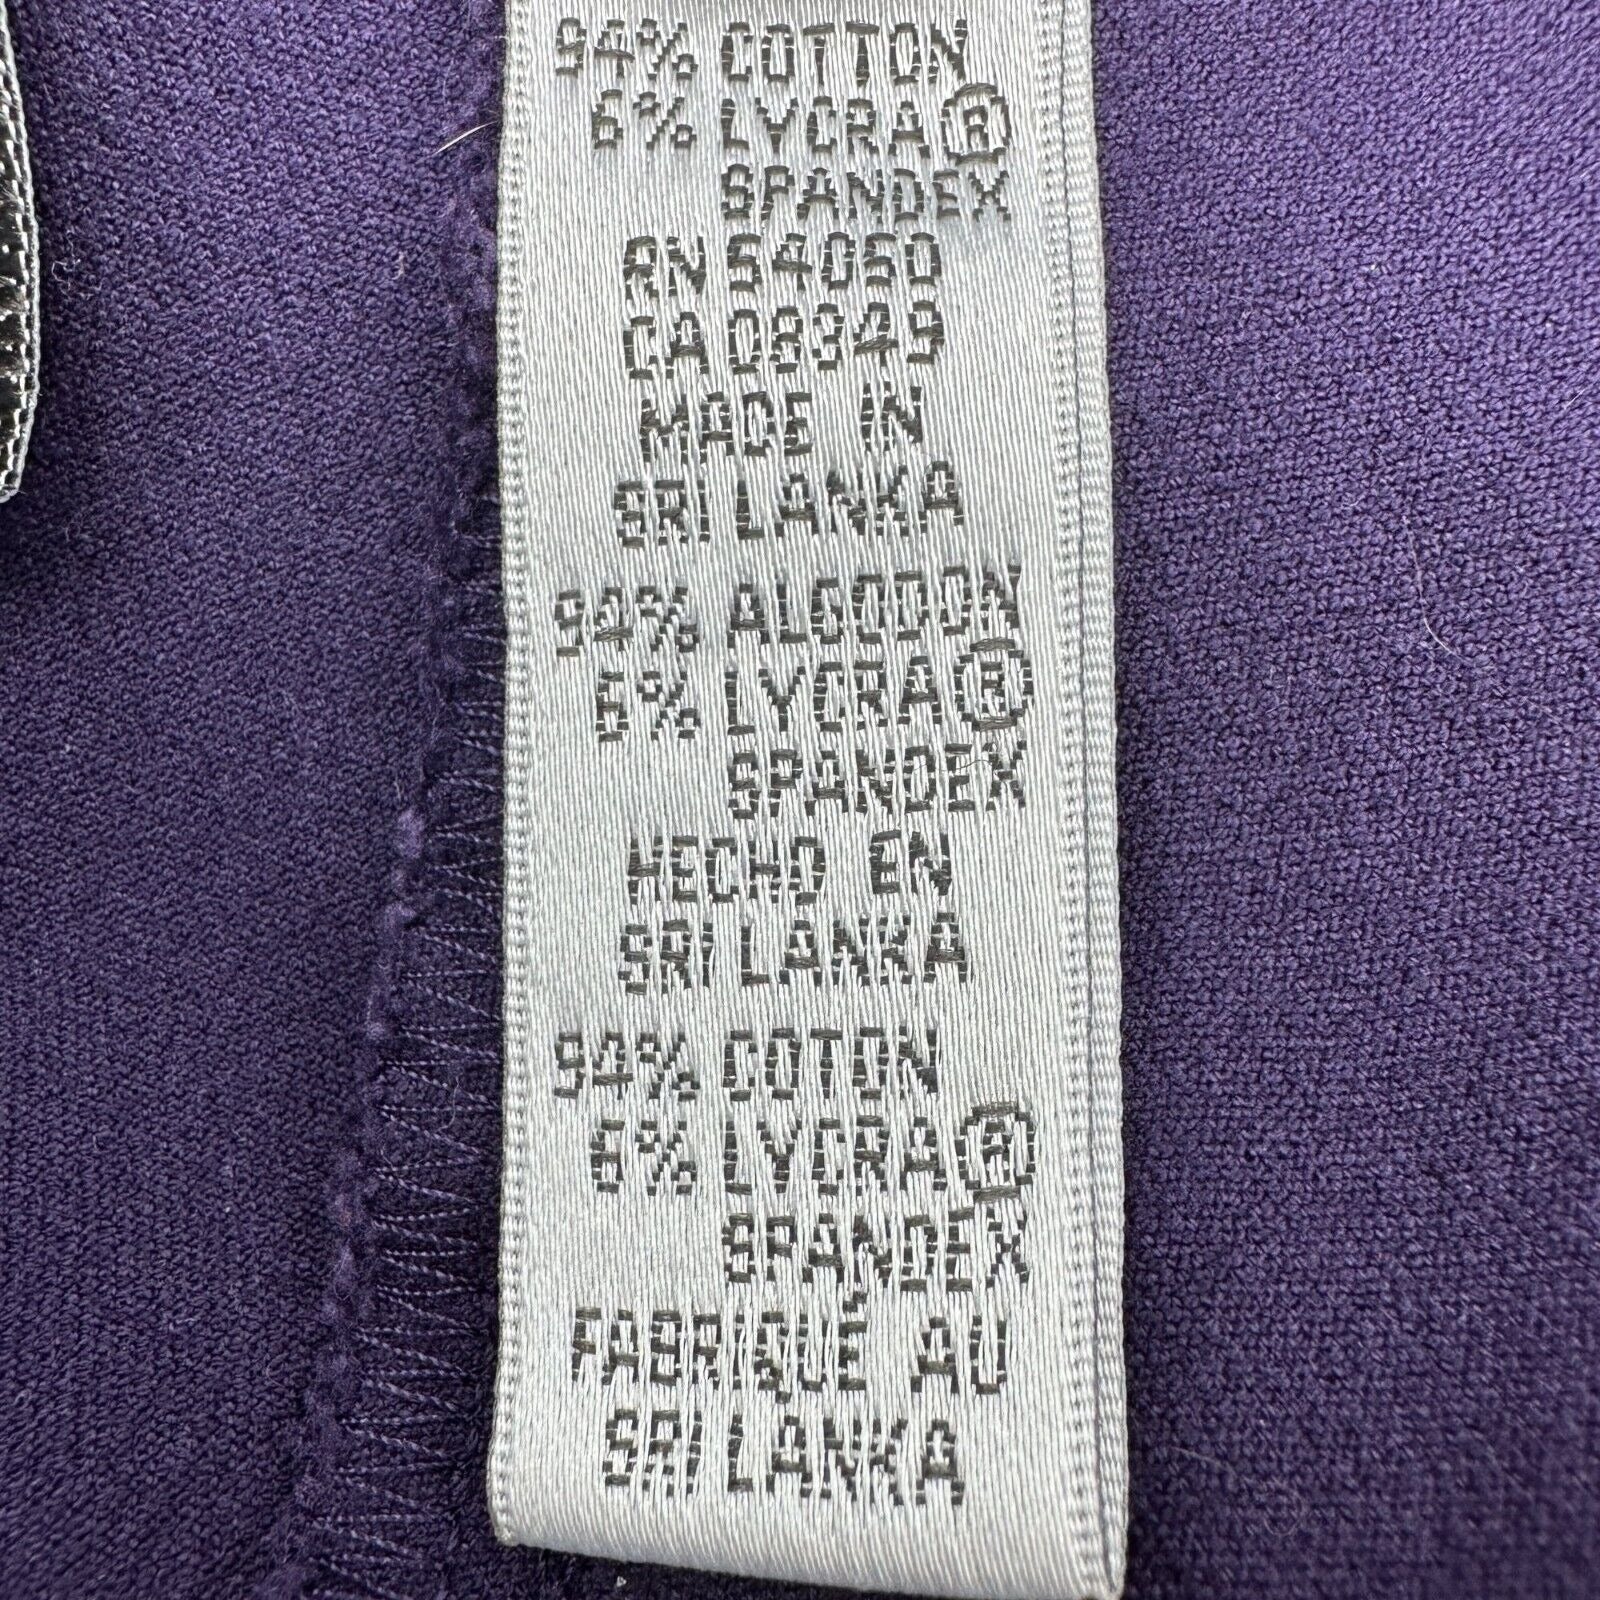 94% COTTON
6% LYCRA®
SPANDEX
RN 54050
CA 08349
MADE IN
SRI LANKA
94% ALGODON
6% LYCRA®
SPANDEX
HECHO EN
SRI LANKA
94% COTON
6% LYCRA®
SPANDEX
FABRIQUÉ AU
SRI LANKA